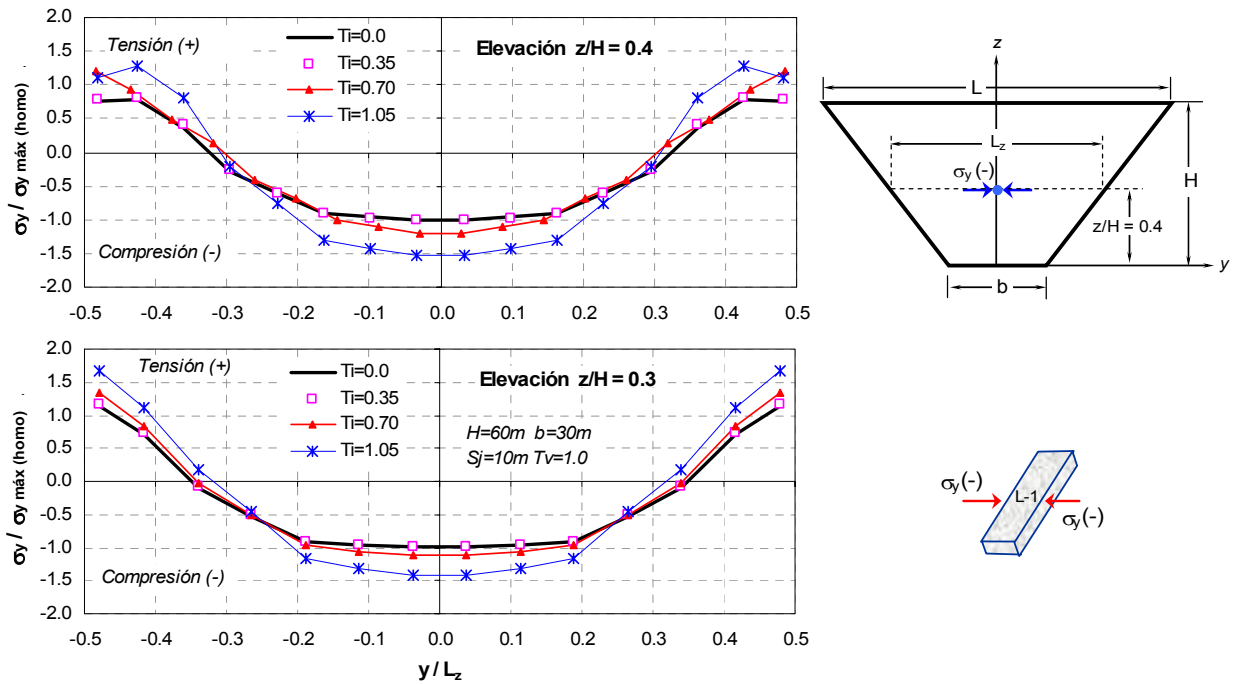 2.0
1.5
1.0
0.5
0.0
-0.5
-1.0
-1.5
-2.0
σy / σy máx (homo)
Tensión (+)
Compresión (-)
Ti=0.0
Ti=0.35
Ti=0.70
Ti=1.05
Elevación z/H = 0.4
-0.5 -0.4 -0.3 -0.2 -0.1 0.0 0.1 0.2 0.3 0.4 0.5
z
L
Lz
σy(-)
H
z/H = 0.4
y
b
2.0
1.5
1.0
0.5
0.0
-0.5
-1.0
-1.5
-2.0
σy / σy máx (homo)
Tensión (+)
Compresión (-)
Ti=0.0
Ti=0.35
Ti=0.70
Ti=1.05
Elevación z/H = 0.3
H=60m b=30m
Sj=10m Tv=1.0
-0.5 -0.4 -0.3 -0.2 -0.1 0.0 0.1 0.2 0.3 0.4 0.5
y / Lz
σy(-)
L-1
σy(-)